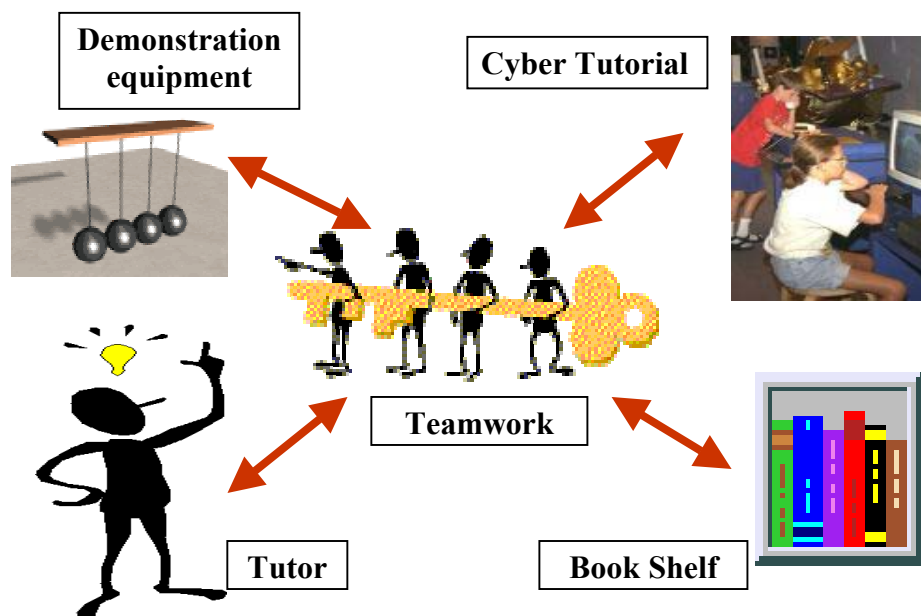 Demonstration
equipment
Cyber Tutorial
Teamwork
Tutor
Book Shelf